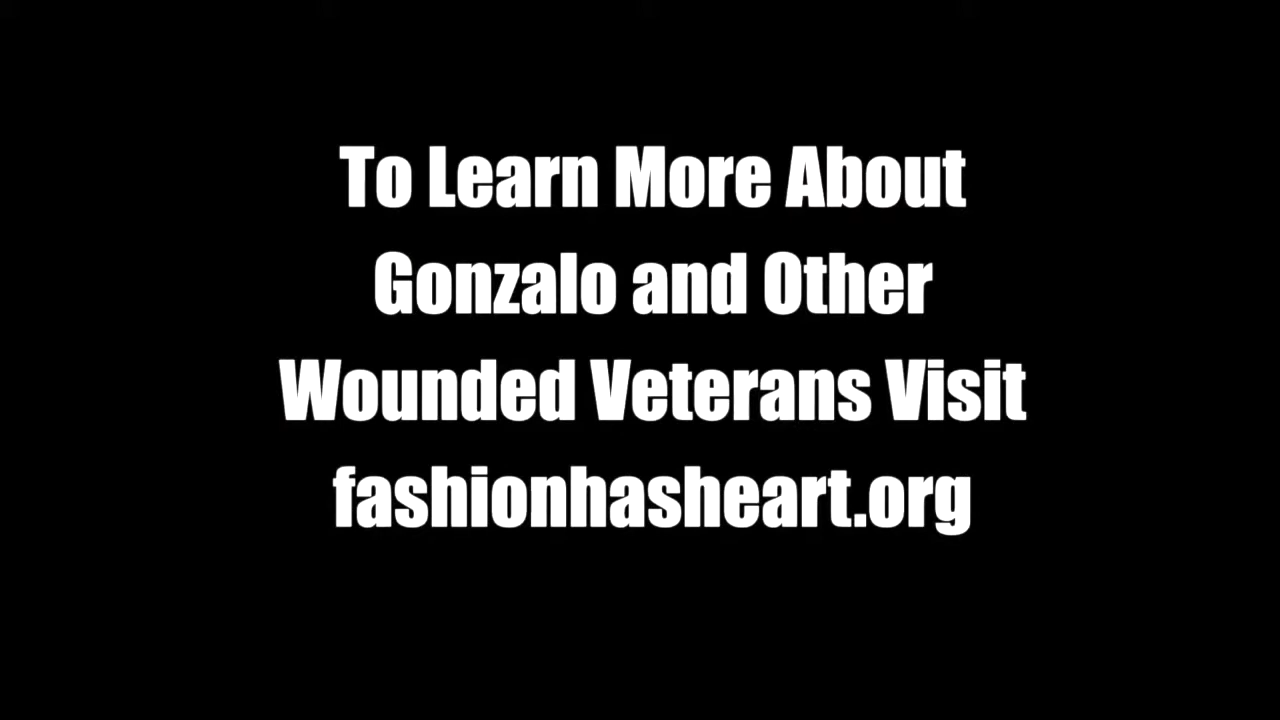 To Learn More About
Gonzalo and Other
Wounded Veterans Visit
fashionhasheart.org